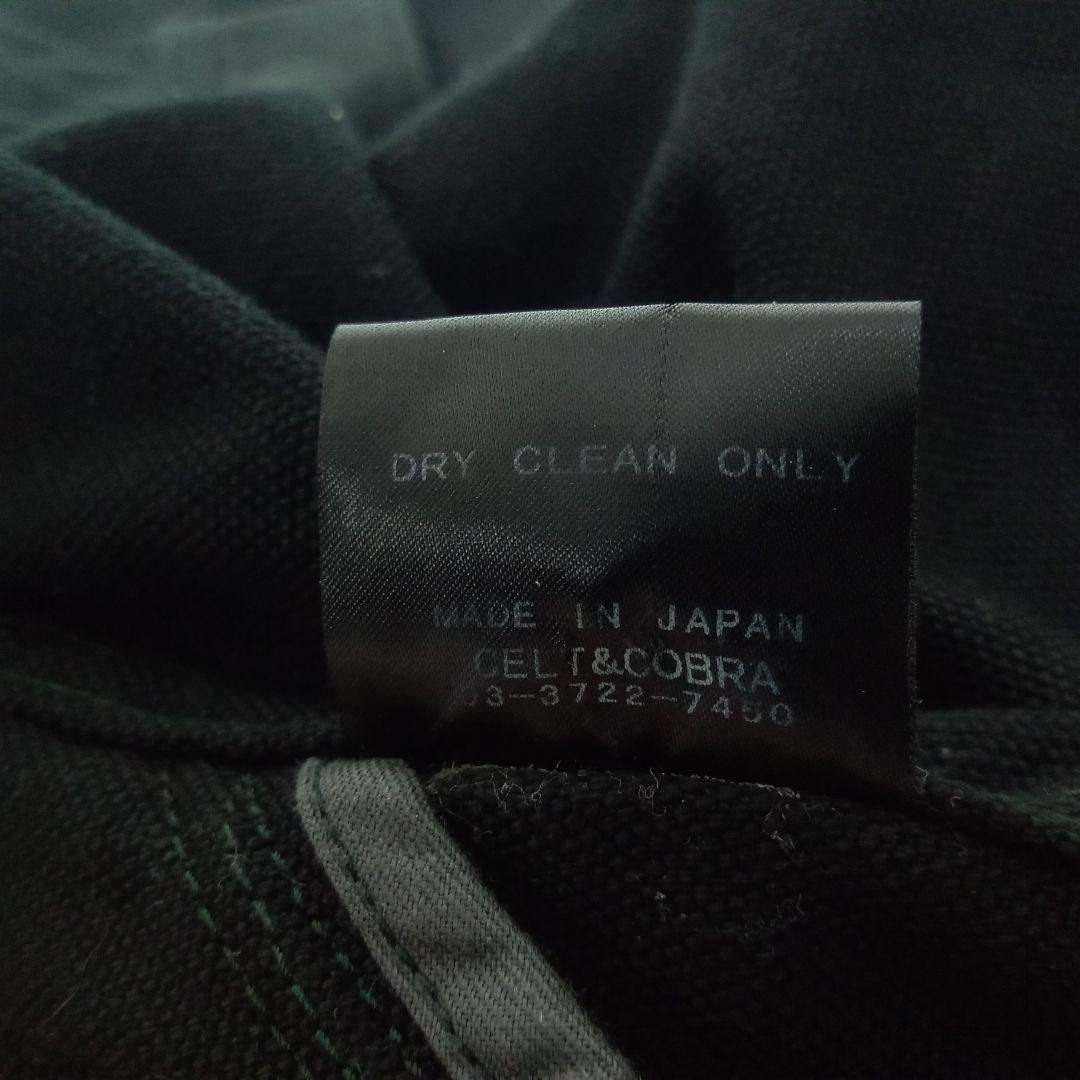 DRY CLEAN ONLY
MADE IN JAPAN
CELT&COBRA
03-3722-7450